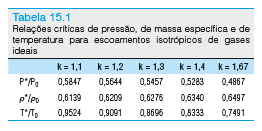 Tabela 15.1
Relações críticas de pressão, de massa específica e de
temperatura para escoamentos isotrópicos de gases
ideais
k = 1,1 k = 1,2 k = 1,3 k = 1,4 k = 1,67
P*/P₀ 0,5847 0,5644 0,5457 0,5283 0,4867
ρ*/ρ₀ 0,6139 0,6209 0,6276 0,6340 0,6497
T*/T₀ 0,9524 0,9091 0,8696 0,8333 0,7491